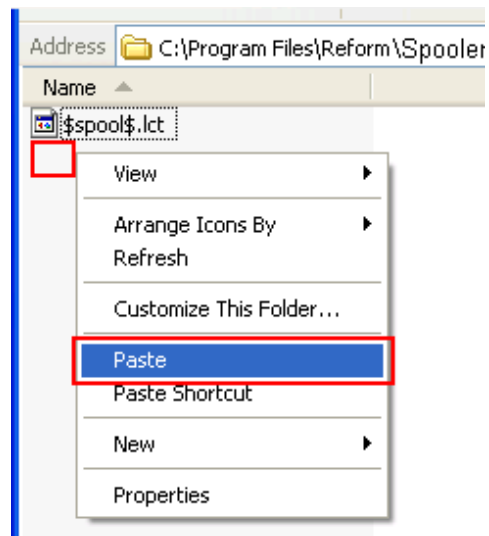 Address C:\Program Files\Reform\Spooler
Name
$spool$.lct
View
Arrange Icons By
Refresh
Customize This Folder...
Paste
Paste Shortcut
New
Properties